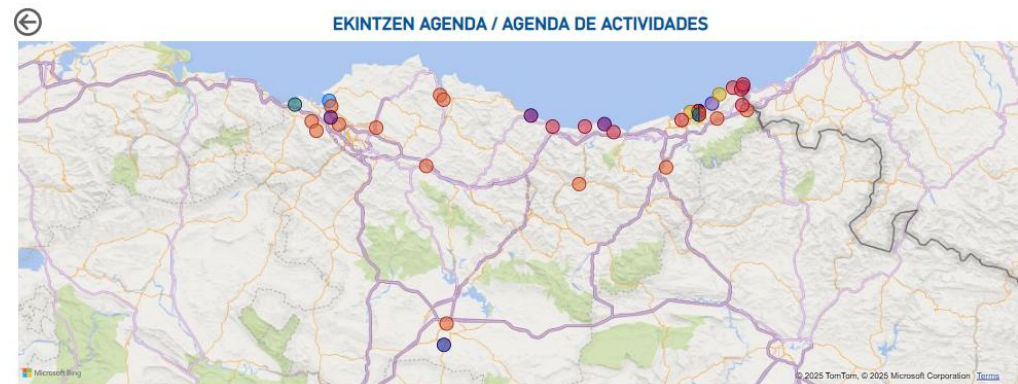 EKINTZEN AGENDA / AGENDA DE ACTIVIDADES
Microsoft Bing
© 2025 TomTom, © 2025 Microsoft Corporation Terms